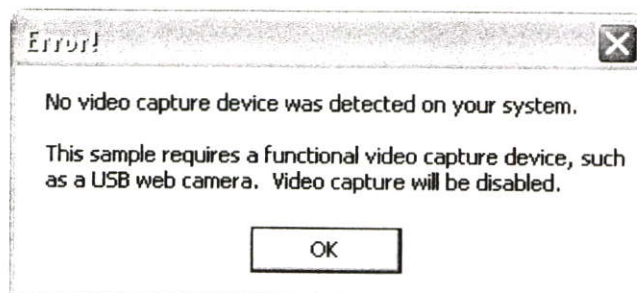 Error!
No video capture device was detected on your system.
This sample requires a functional video capture device, such
as a USB web camera.  Video capture will be disabled.
OK